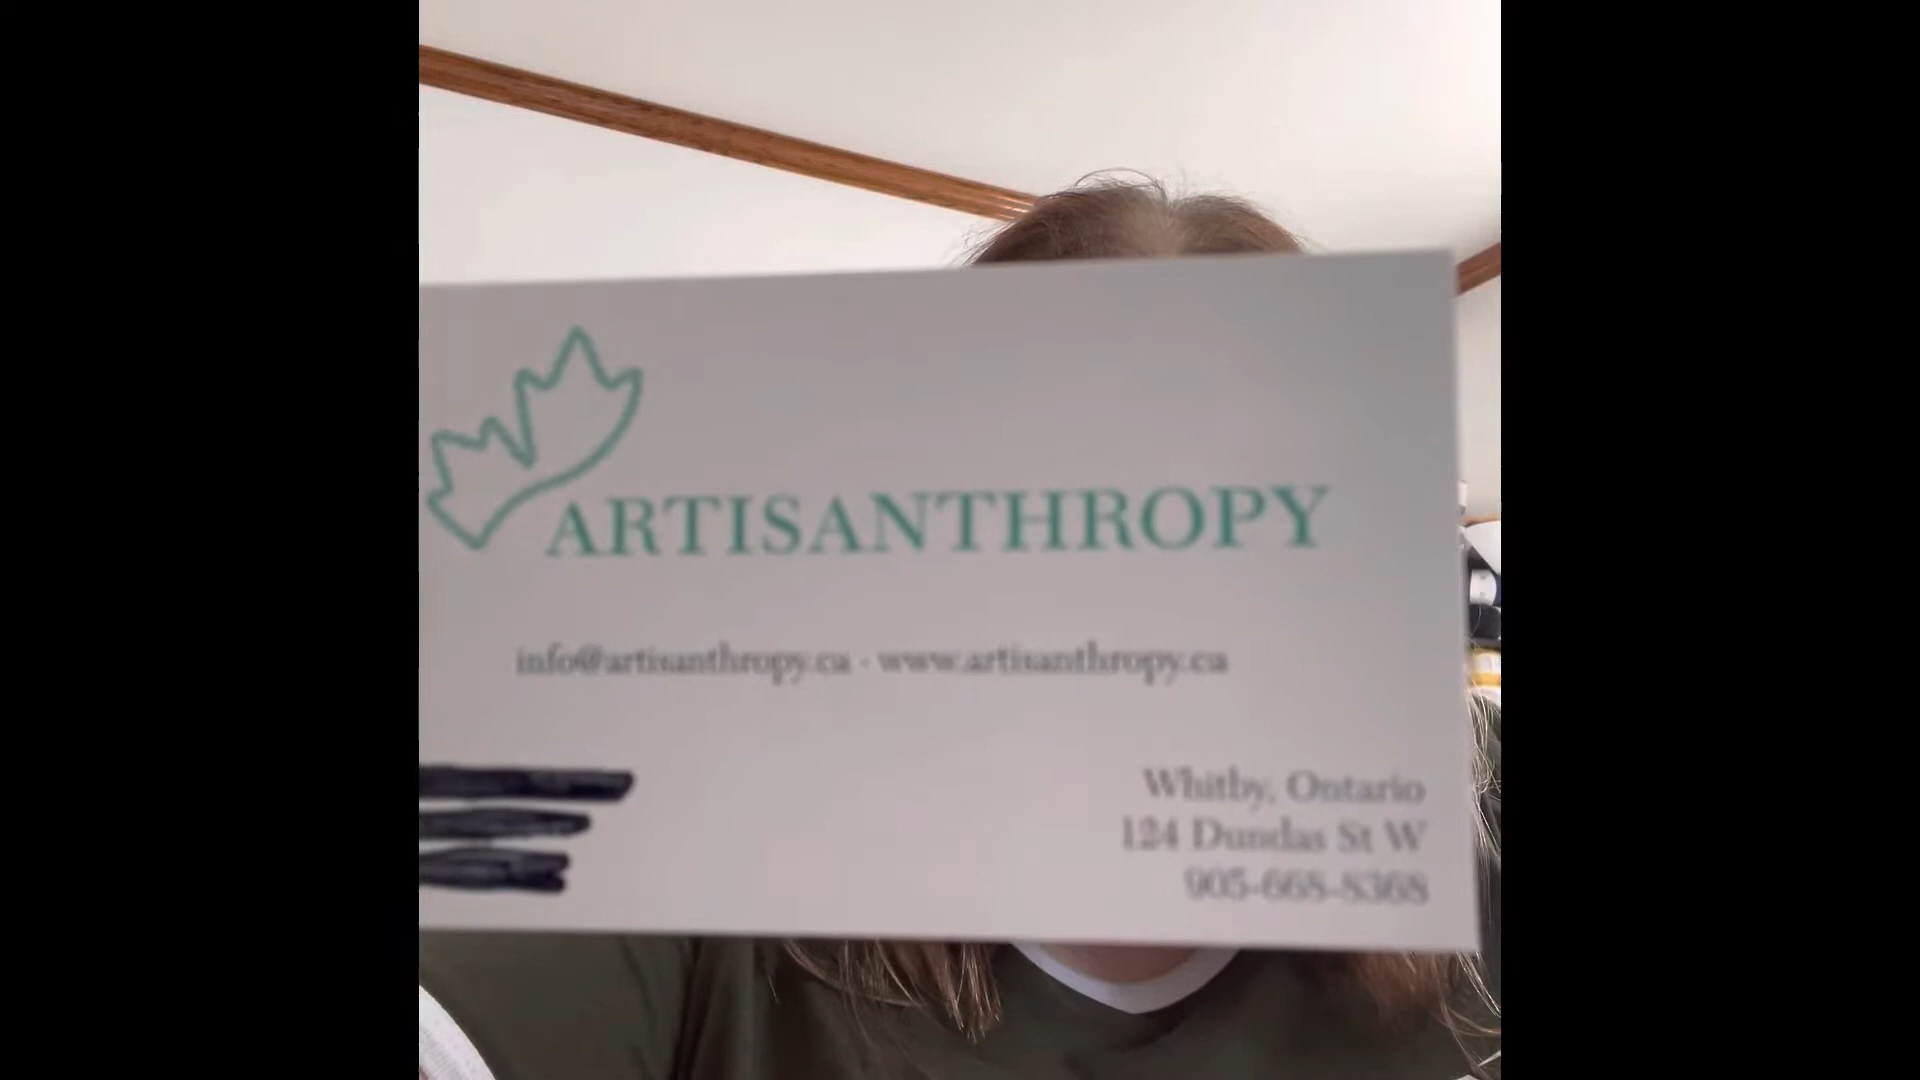 ARTISANTHROPY
info@artisanthropy.ca - www.artisanthropy.ca
Whitby, Ontario
124 Dundas St W
905-668-8368